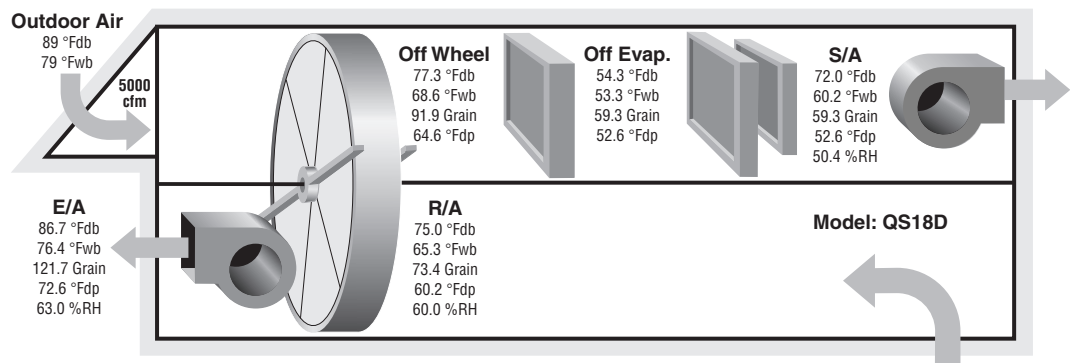 Outdoor Air
89 °Fdb
79 °Fwb
5000
cfm
Off Wheel
77.3 °Fdb
68.6 °Fwb
91.9 Grain
64.6 °Fdp
Off Evap.
54.3 °Fdb
53.3 °Fwb
59.3 Grain
52.6 °Fdp
S/A
72.0 °Fdb
60.2 °Fwb
59.3 Grain
52.6 °Fdp
50.4 %RH
E/A
86.7 °Fdb
76.4 °Fwb
121.7 Grain
72.6 °Fdp
63.0 %RH
R/A
75.0 °Fdb
65.3 °Fwb
73.4 Grain
60.2 °Fdp
60.0 %RH
Model: QS18D